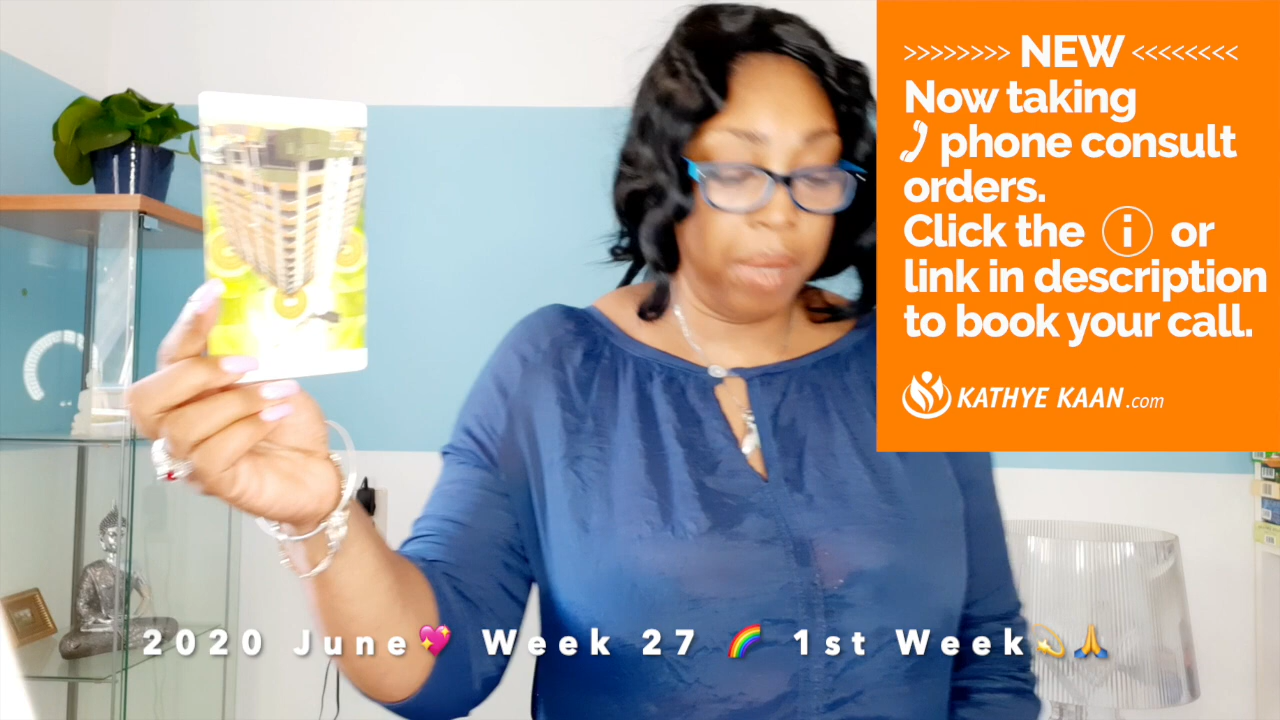 >>>>>>>> NEW <<<<<<<<
Now taking
phone consult
orders.
Click the i or
link in description
to book your call.
KATHYE KAAN.com
2020 June💖 Week 27 🌈 1st Week💫🙏